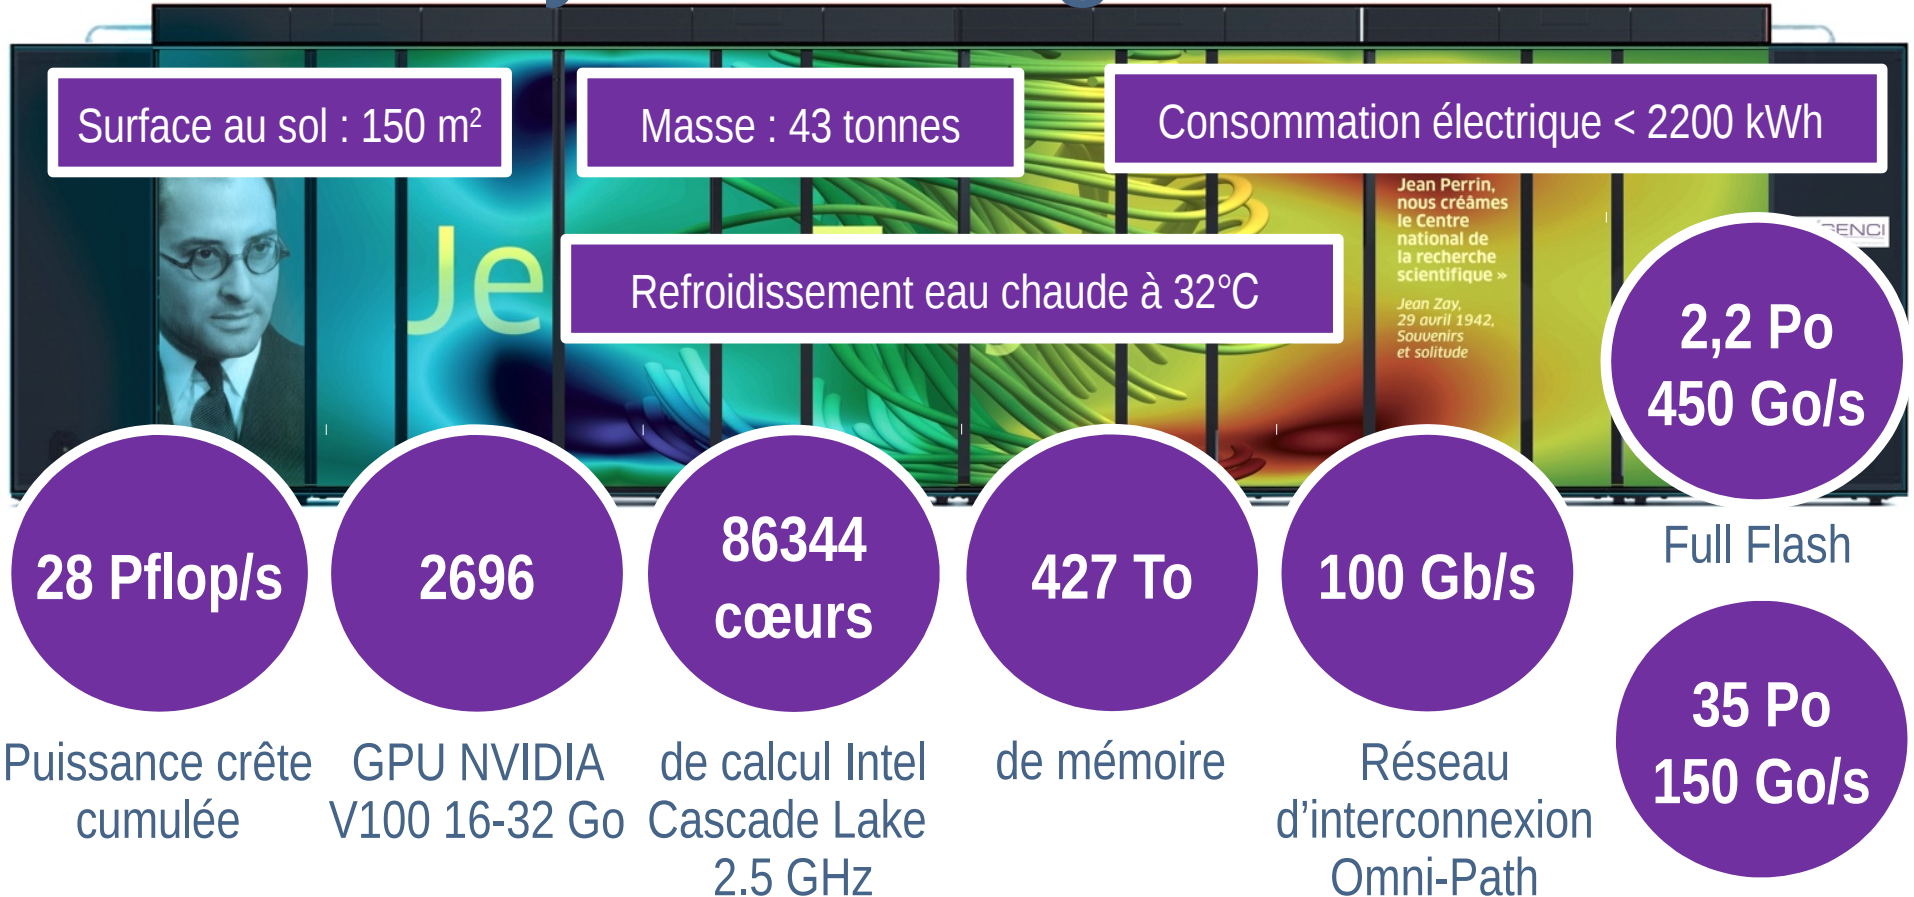 Surface au sol : 150 m²
Masse : 43 tonnes
Consommation électrique < 2200 kWh
Jean Perrin,
nous créâmes
le Centre
national de
la recherche
scientifique »
Jean Zay,
29 avril 1942,
Souvenirs
et solitude
GENCI
Je
Refroidissement eau chaude à 32°C
2,2 Po
450 Go/s
Full Flash
28 Pflop/s
Puissance crête
cumulée
2696
GPU NVIDIA
V100 16-32 Go
86344
cœurs
de calcul Intel
Cascade Lake
2.5 GHz
427 To
de mémoire
100 Gb/s
Réseau
d’interconnexion
Omni-Path
35 Po
150 Go/s